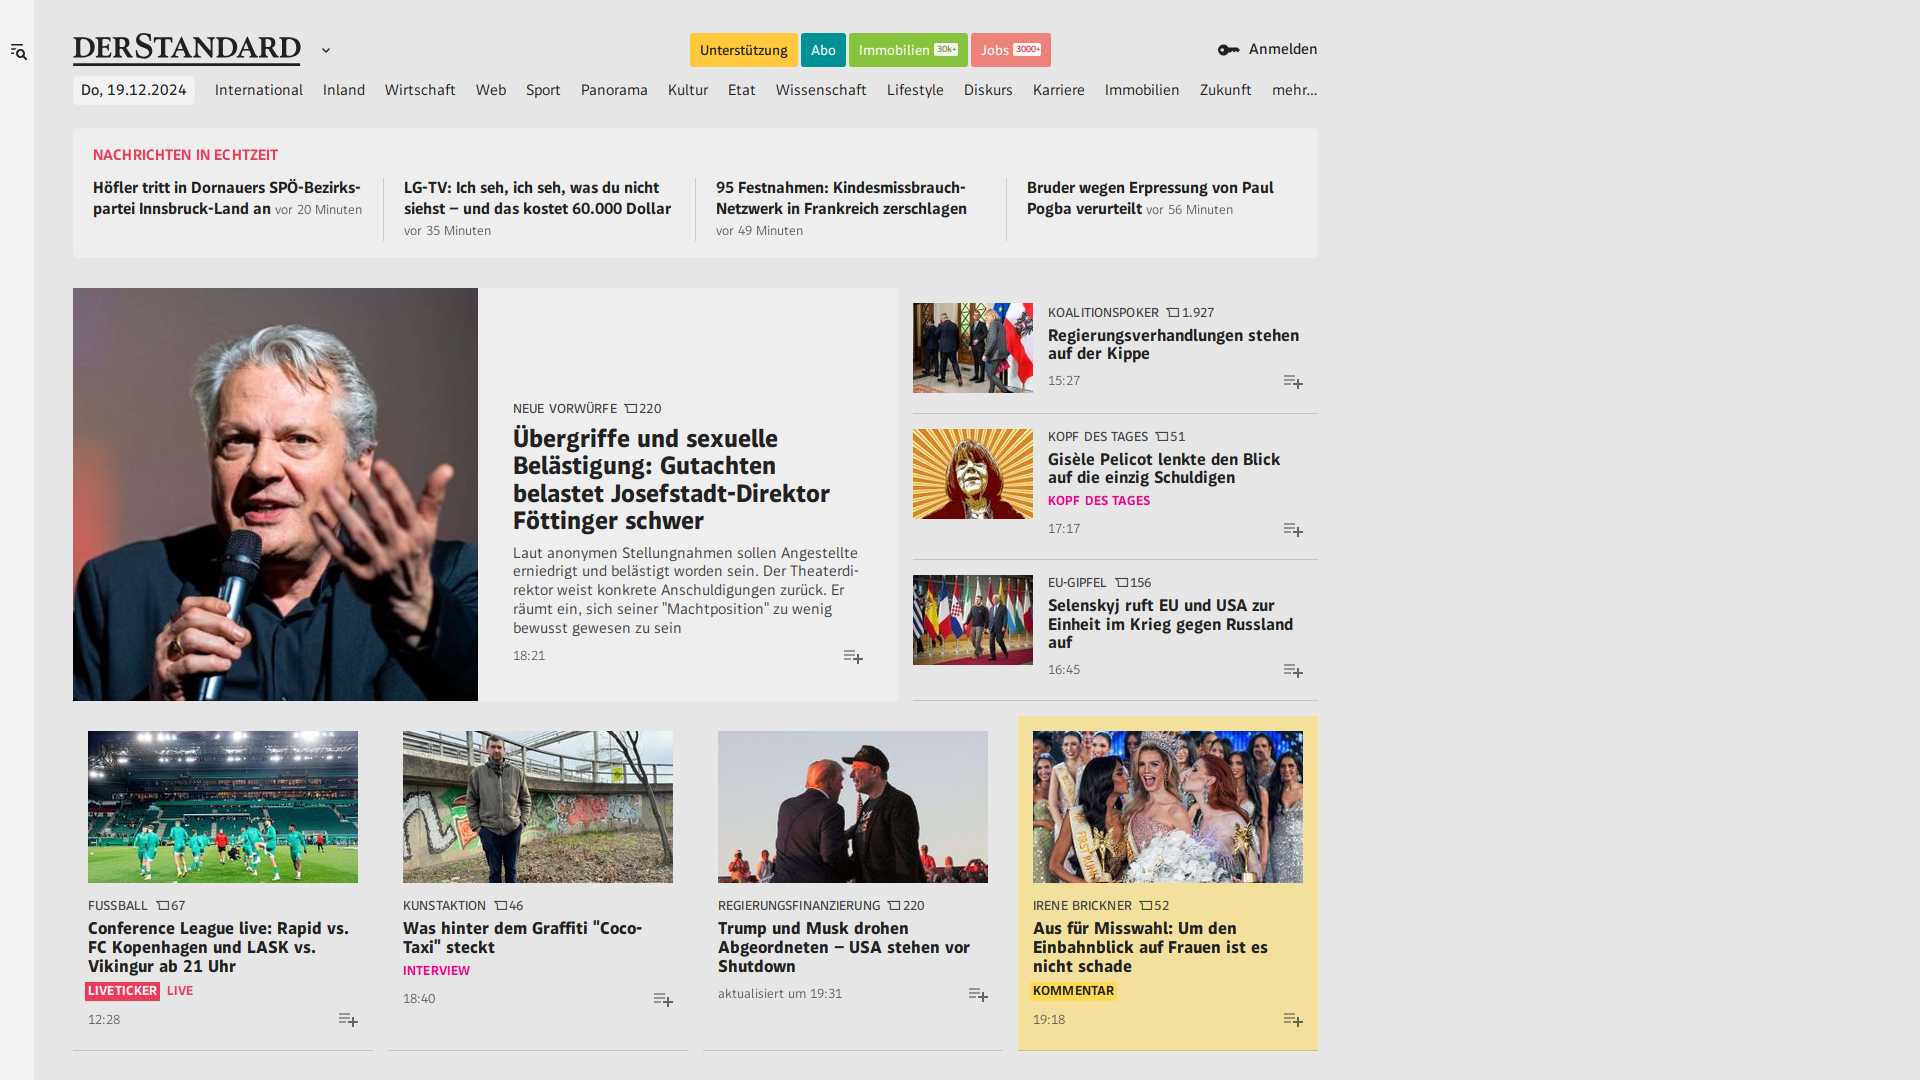 DERSTANDARD
Unterstützung
Abo
Immobilien 30k+
Jobs 3000+
Anmelden
Do, 19.12.2024
International Inland Wirtschaft Web Sport Panorama Kultur Etat Wissenschaft Lifestyle Diskurs Karriere Immobilien Zukunft mehr...
NACHRICHTEN IN ECHTZEIT
Höfler tritt in Dornauers SPÖ-Bezirks-
partei Innsbruck-Land an vor 20 Minuten
LG-TV: Ich seh, ich seh, was du nicht
siehst – und das kostet 60.000 Dollar
vor 35 Minuten
95 Festnahmen: Kindesmissbrauch-
Netzwerk in Frankreich zerschlagen
vor 49 Minuten
Bruder wegen Erpressung von Paul
Pogba verurteilt vor 56 Minuten
NEUE VORWÜRFE 220
Übergriffe und sexuelle
Belästigung: Gutachten
belastet Josefstadt-Direktor
Föttinger schwer
Laut anonymen Stellungnahmen sollen Angestellte
erniedrigt und belästigt worden sein. Der Theaterdi-
rektor weist konkrete Anschuldigungen zurück. Er
räumt ein, sich seiner "Machtposition" zu wenig
bewusst gewesen zu sein
18:21
KOALITIONSPOKER 1.927
Regierungsverhandlungen stehen
auf der Kippe
15:27
KOPF DES TAGES 51
Gisèle Pelicot lenkte den Blick
auf die einzig Schuldigen
KOPF DES TAGES
17:17
EU-GIPFEL 156
Selenskyj ruft EU und USA zur
Einheit im Krieg gegen Russland
auf
16:45
FUSSBALL 67
Conference League live: Rapid vs.
FC Kopenhagen und LASK vs.
Vikingur ab 21 Uhr
LIVETICKER LIVE
12:28
KUNSTAKTION 46
Was hinter dem Graffiti "Coco-
Taxi" steckt
INTERVIEW
18:40
REGIERUNGSFINANZIERUNG 220
Trump und Musk drohen
Abgeordneten – USA stehen vor
Shutdown
aktualisiert um 19:31
IRENE BRICKNER 52
Aus für Misswahl: Um den
Einbahnblick auf Frauen ist es
nicht schade
KOMMENTAR
19:18